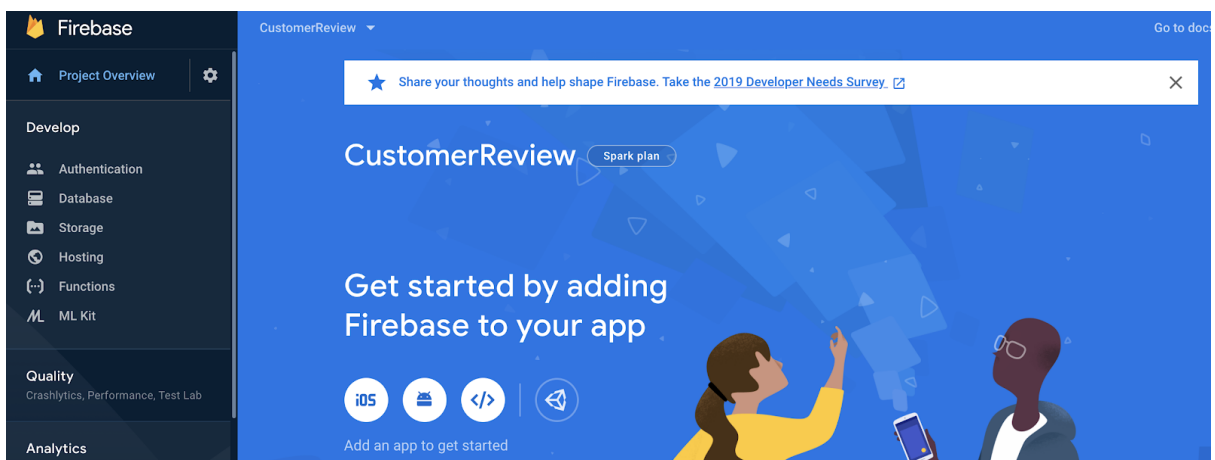 Firebase
CustomerReview
Go to docs
Project Overview
Share your thoughts and help shape Firebase. Take the 2019 Developer Needs Survey
Develop
CustomerReview
Spark plan
Authentication
Database
Storage
Hosting
Functions
ML Kit
Get started by adding
Firebase to your app
iOS
</>
Add an app to get started
Quality
Crashlytics, Performance, Test Lab
Analytics